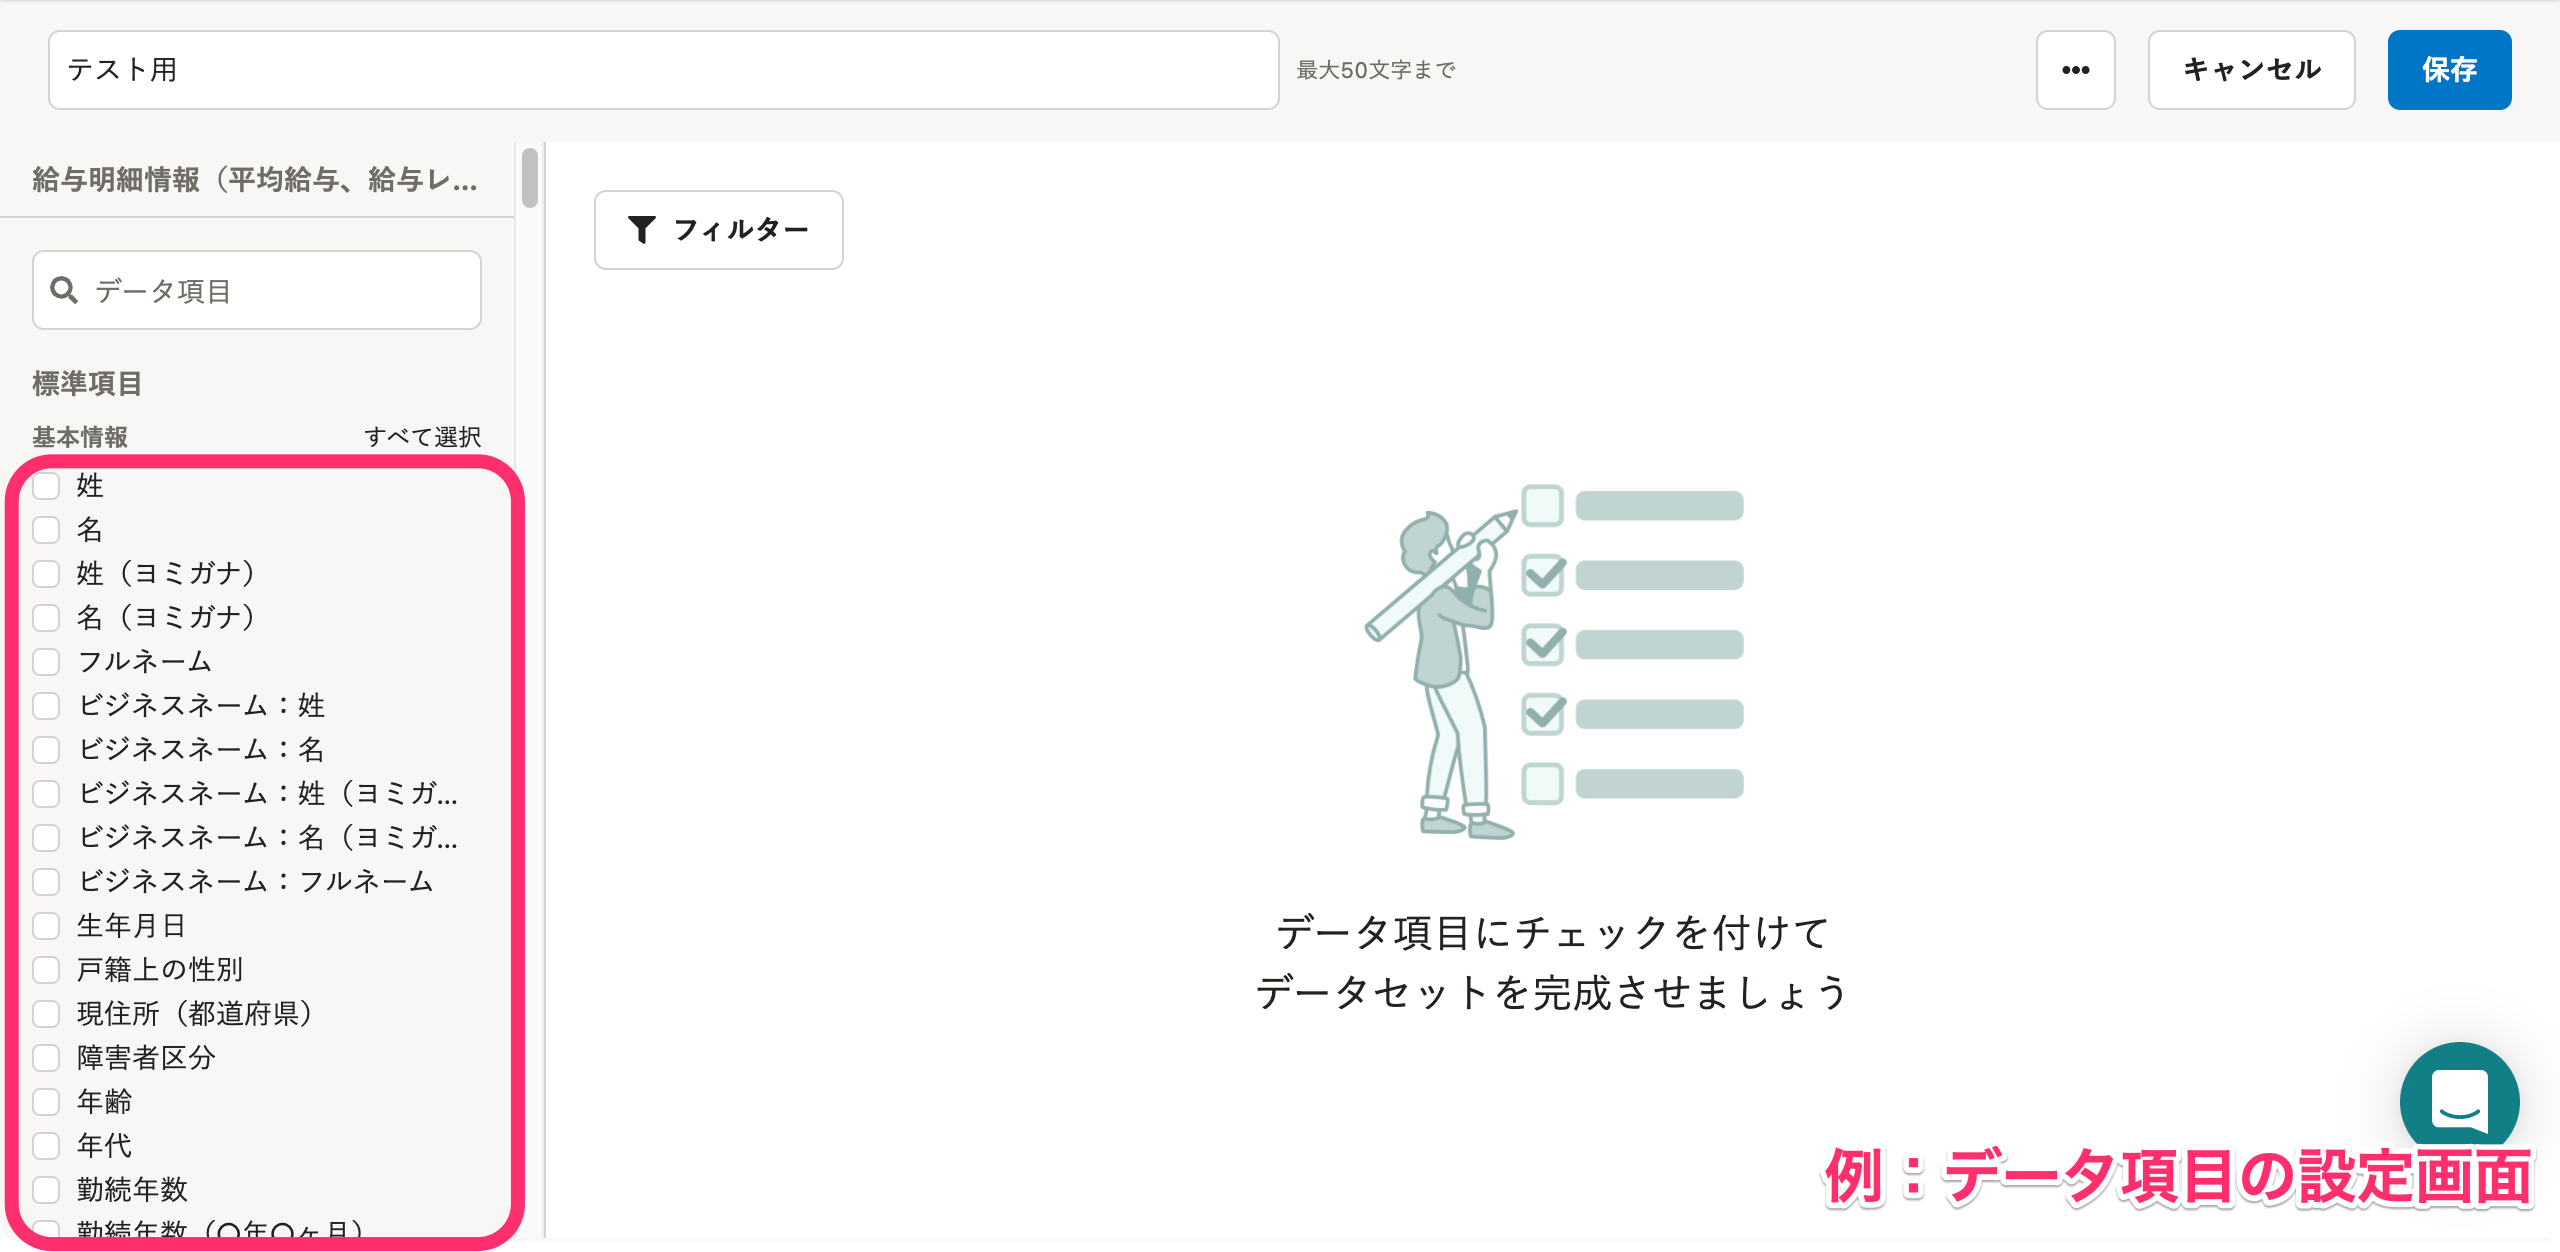 テスト用
最大50文字まで
•••
キャンセル
保存
給与明細情報（平均給与、給与レ...
データ項目
標準項目
基本情報
すべて選択
姓
名
姓（ヨミガナ）
名（ヨミガナ）
フルネーム
ビジネスネーム：姓
ビジネスネーム：名
ビジネスネーム：姓（ヨミガ...
ビジネスネーム：名（ヨミガ...
ビジネスネーム：フルネーム
生年月日
戸籍上の性別
現住所（都道府県）
障害者区分
年齢
年代
勤続年数
勤続年数（〇年〇ヶ月）
フィルター
データ項目にチェックを付けて
データセットを完成させましょう
例：データ項目の設定画面